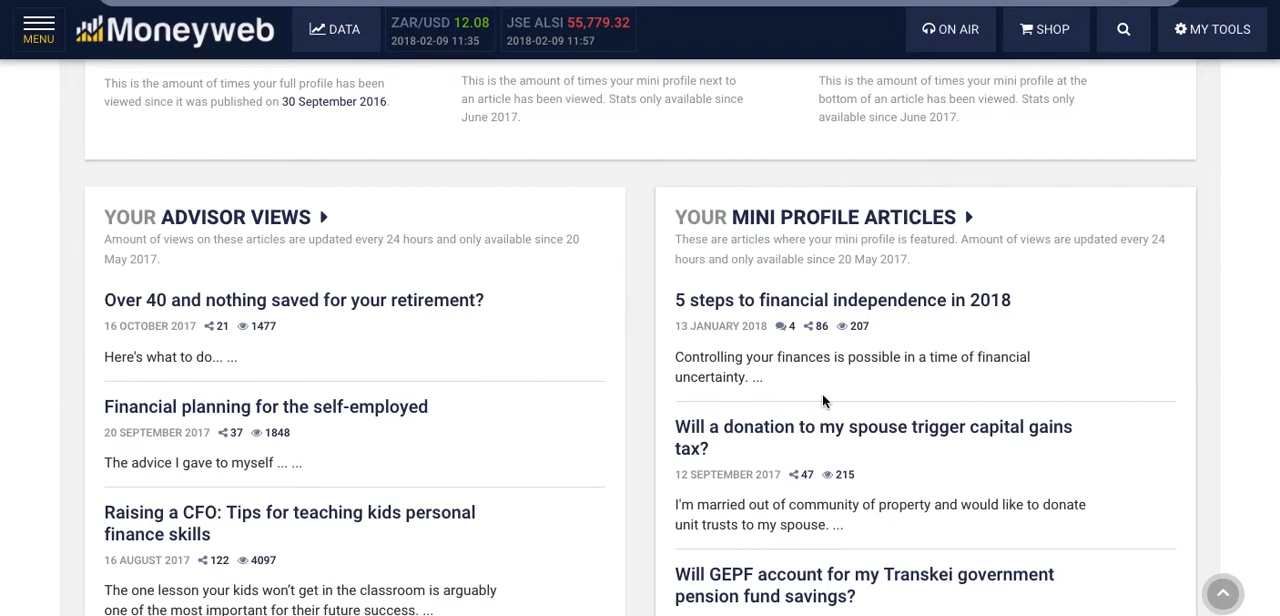 MENU
Moneyweb
DATA
ZAR/USD 12.08
2018-02-09 11:35
JSE ALSI 55,779.32
2018-02-09 11:57
ON AIR
SHOP
MY TOOLS
This is the amount of times your full profile has been
viewed since it was published on 30 September 2016.
This is the amount of times your mini profile next to
an article has been viewed. Stats only available since
June 2017.
This is the amount of times your mini profile at the
bottom of an article has been viewed. Stats only
available since June 2017.
YOUR ADVISOR VIEWS
Amount of views on these articles are updated every 24 hours and only available since 20
May 2017.
Over 40 and nothing saved for your retirement?
16 OCTOBER 2017 21 1477
Here's what to do... ...
Financial planning for the self-employed
20 SEPTEMBER 2017 37 1848
The advice I gave to myself ... ...
Raising a CFO: Tips for teaching kids personal
finance skills
16 AUGUST 2017 122 4097
The one lesson your kids won't get in the classroom is arguably
one of the most important for their future success. ...
YOUR MINI PROFILE ARTICLES
These are articles where your mini profile is featured. Amount of views are updated every 24
hours and only available since 20 May 2017.
5 steps to financial independence in 2018
13 JANUARY 2018 4 86 207
Controlling your finances is possible in a time of financial
uncertainty. ...
Will a donation to my spouse trigger capital gains
tax?
12 SEPTEMBER 2017 47 215
I'm married out of community of property and would like to donate
unit trusts to my spouse. ...
Will GEPF account for my Transkei government
pension fund savings?